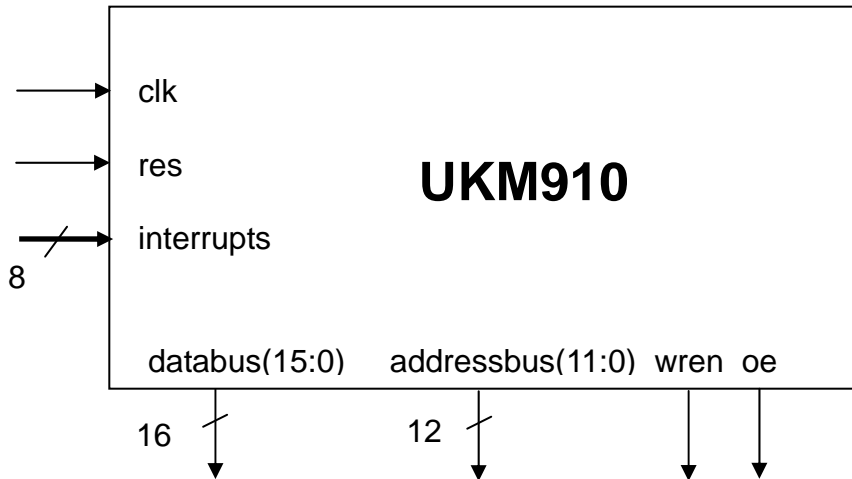 clk
res
UKM910
interrupts
8
databus(15:0) addressbus(11:0) wren oe
16 12